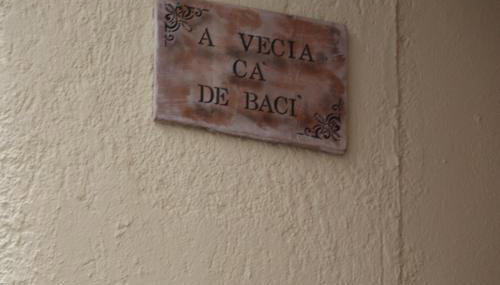 A VECIA
CA'
DE BACI'